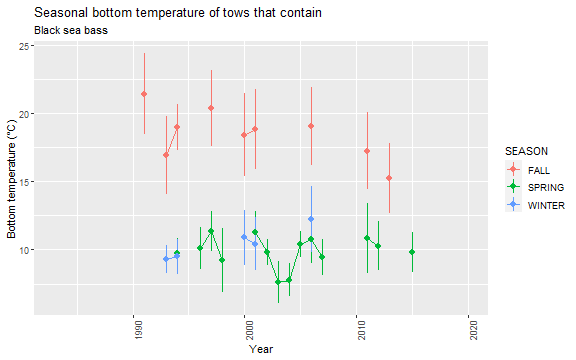 Seasonal bottom temperature of tows that contain
Black sea bass
25
20
15
10
Bottom temperature (°C)
1990
2000
2010
2020
Year
SEASON
FALL
SPRING
WINTER